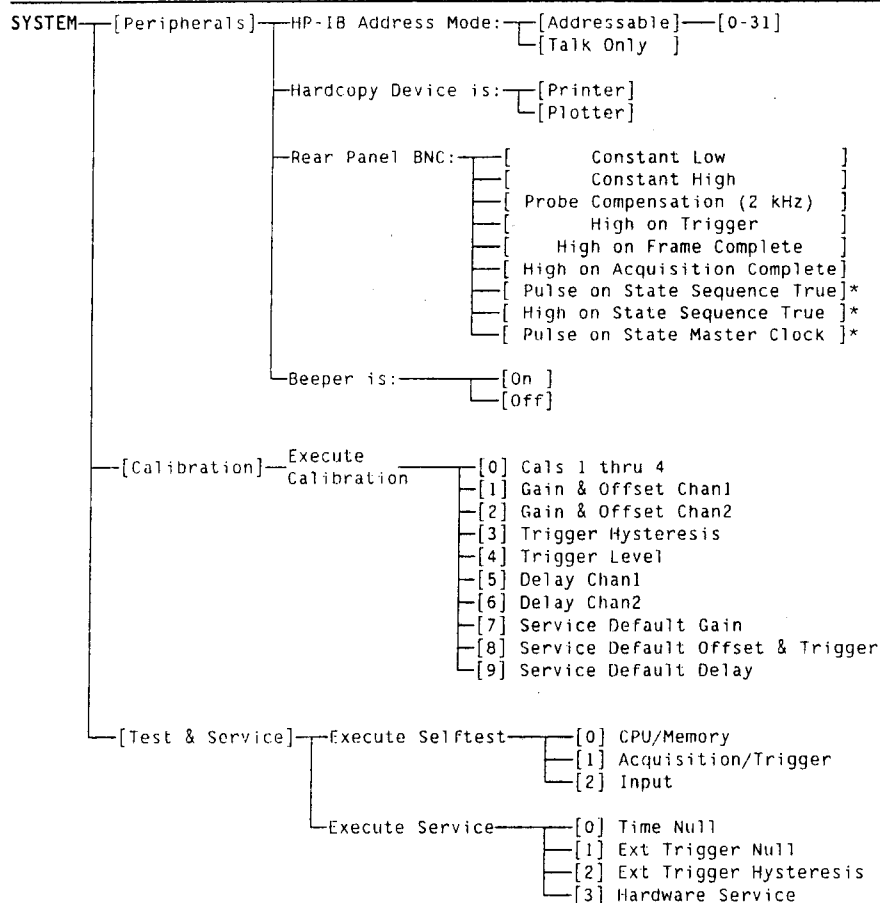 SYSTEM [Peripherals] HP-IB Address Mode: [Addressable] [0-31]
[Talk Only ]
Hardcopy Device is: [Printer]
[Plotter]
Rear Panel BNC: [ Constant Low ]
[ Constant High ]
[ Probe Compensation (2 kHz) ]
[ High on Trigger ]
[ High on Frame Complete ]
[ High on Acquisition Complete]
[ Pulse on State Sequence True]*
[ High on State Sequence True ]*
[ Pulse on State Master Clock ]*
Beeper is: [On ]
[Off]
[Calibration] Execute Calibration [0] Cals 1 thru 4
[1] Gain & Offset Chan1
[2] Gain & Offset Chan2
[3] Trigger Hysteresis
[4] Trigger Level
[5] Delay Chan1
[6] Delay Chan2
[7] Service Default Gain
[8] Service Default Offset & Trigger
[9] Service Default Delay
[Test & Service] Execute Selftest [0] CPU/Memory
[1] Acquisition/Trigger
[2] Input
Execute Service [0] Time Null
[1] Ext Trigger Null
[2] Ext Trigger Hysteresis
[3] Hardware Service